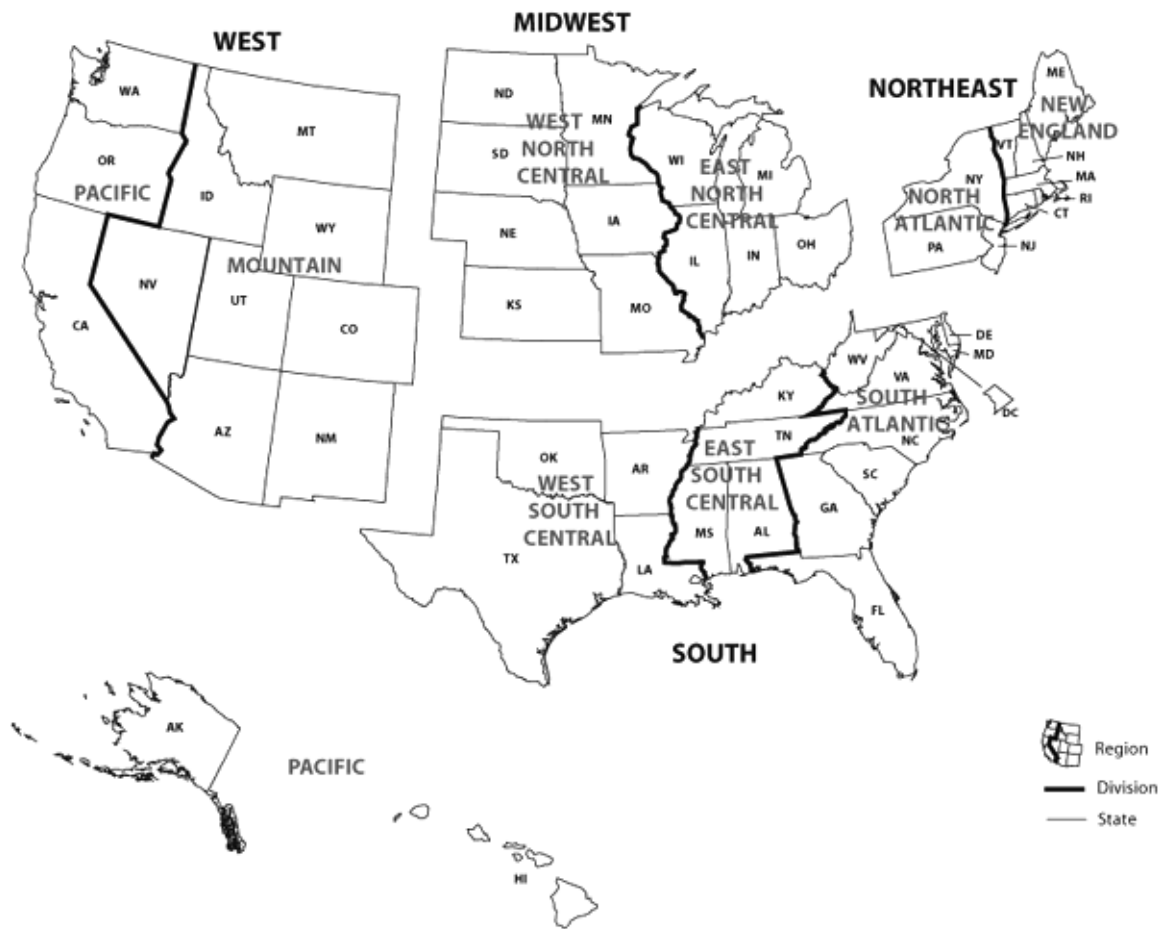 WEST
MIDWEST
NORTHEAST
WA
MT
OR
PACIFIC
ID
WY
MOUNTAIN
NV
UT
CA
CO
AZ
NM
ND
MN
WEST
NORTH
CENTRAL
SD
IA
NE
KS
MO
WI
MI
EAST
NORTH
CENTRAL
IL
IN
OH
ME
NEW
ENGLAND
VT
NH
MA
RI
CT
NY
NORTH
ATLANTIC
PA
NJ
DE
MD
WV
VA
DC
KY
SOUTH
ATLANTIC
NC
TN
EAST
SOUTH
CENTRAL
SC
GA
MS
AL
OK
AR
WEST
SOUTH
CENTRAL
TX
LA
FL
SOUTH
AK
PACIFIC
HI
Region
Division
State